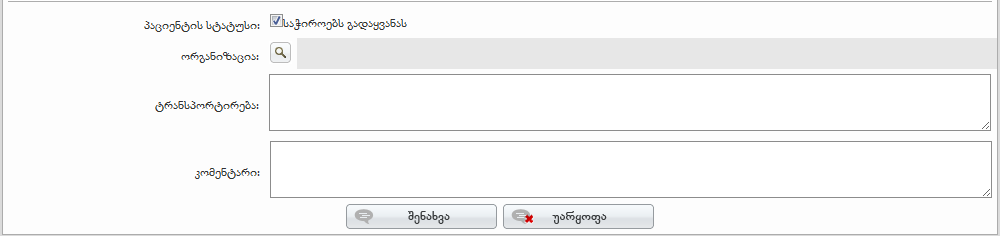 პაციენტის სტატუსი: საჭიროებს გადაყვანას
ორგანიზაცია:
ტრანსპორტირება:
კომენტარი:
შენახვა უარყოფა